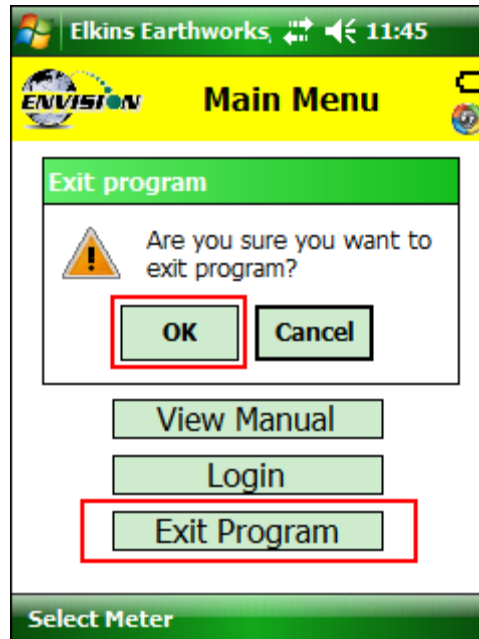 Elkins Earthworks, 11:45
ENVISION Main Menu
Exit program
Are you sure you want to
exit program?
OK Cancel
View Manual
Login
Exit Program
Select Meter